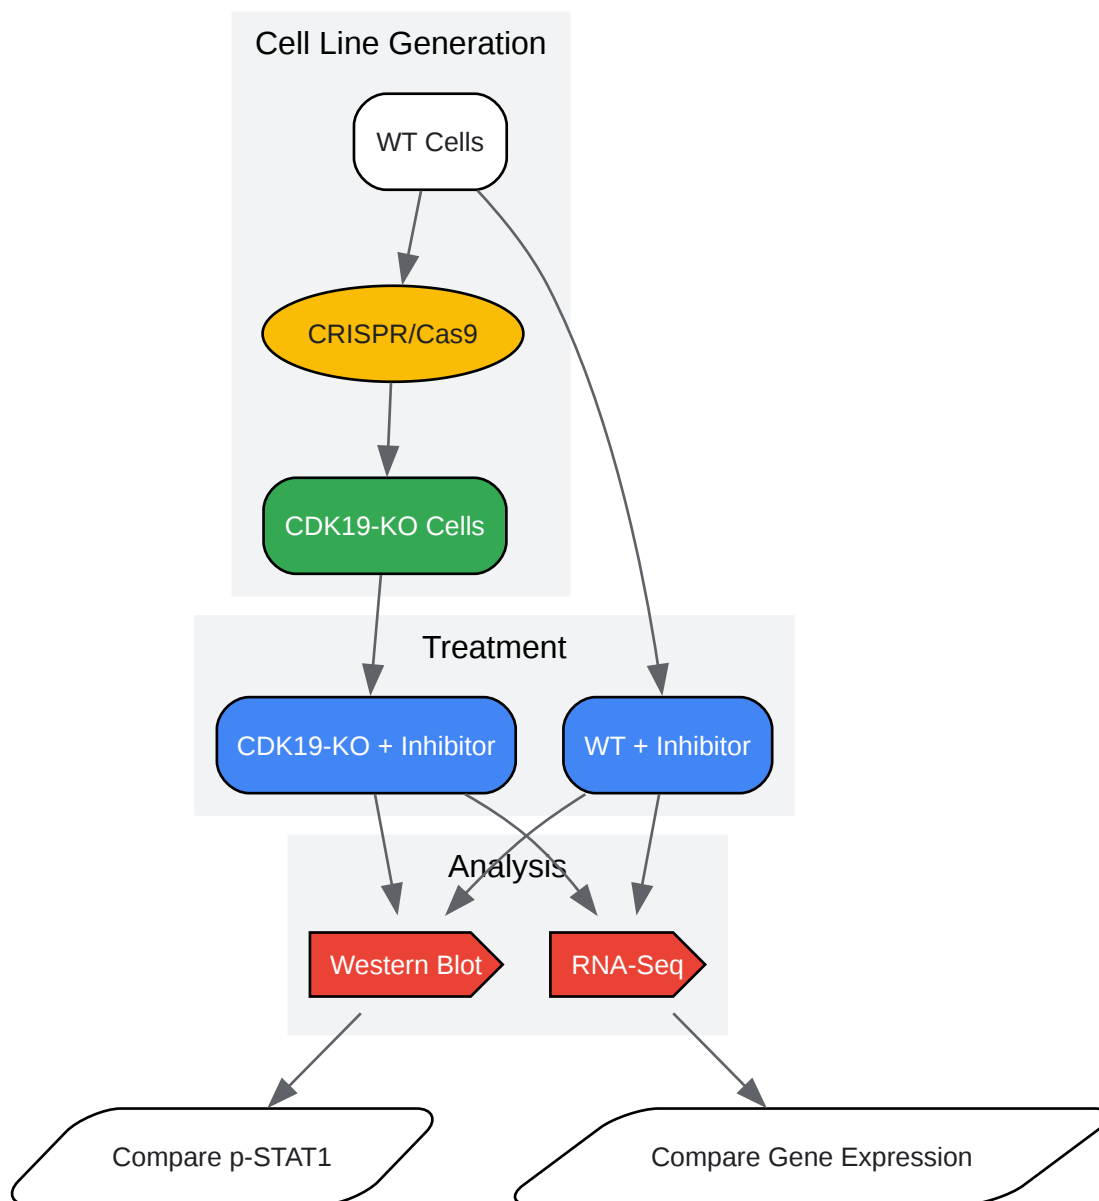 Cell Line Generation
WT Cells
CRISPR/Cas9
CDK19-KO Cells
Treatment
CDK19-KO + Inhibitor
WT + Inhibitor
Analysis
Western Blot
RNA-Seq
Compare p-STAT1
Compare Gene Expression